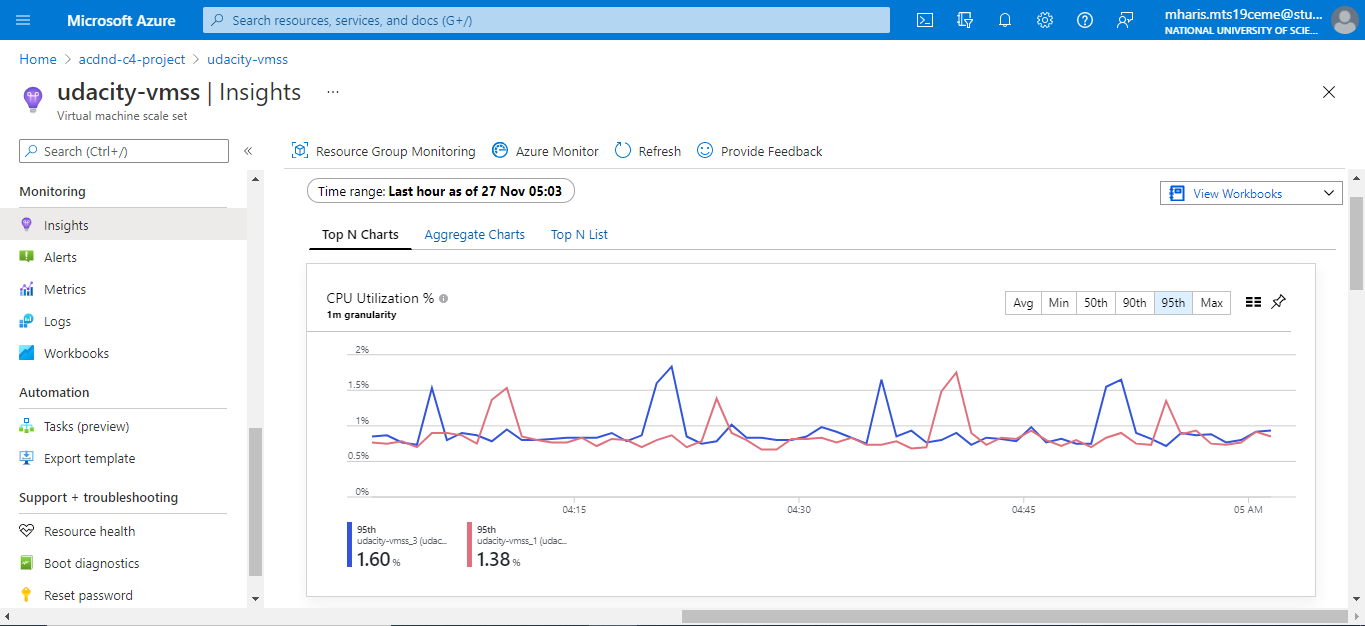 Microsoft Azure
Search resources, services, and docs (G+/)
mharis.mts19ceme@stu...
NATIONAL UNIVERSITY OF SCIE...
Home > acdnd-c4-project > udacity-vmss
udacity-vmss | Insights ...
Virtual machine scale set
Search (Ctrl+/)
«
Monitoring
Insights
Alerts
Metrics
Logs
Workbooks
Automation
Tasks (preview)
Export template
Support + troubleshooting
Resource health
Boot diagnostics
Reset password
Resource Group Monitoring
Azure Monitor
Refresh
Provide Feedback
Time range: Last hour as of 27 Nov 05:03
View Workbooks
Top N Charts
Aggregate Charts
Top N List
CPU Utilization %
1m granularity
Avg
Min
50th
90th
95th
Max
2%
1.5%
1%
0.5%
0%
04:15
04:30
04:45
05 AM
95th
udacity-vmss_3 (udac...
1.60 %
95th
udacity-vmss_1 (udac...
1.38 %